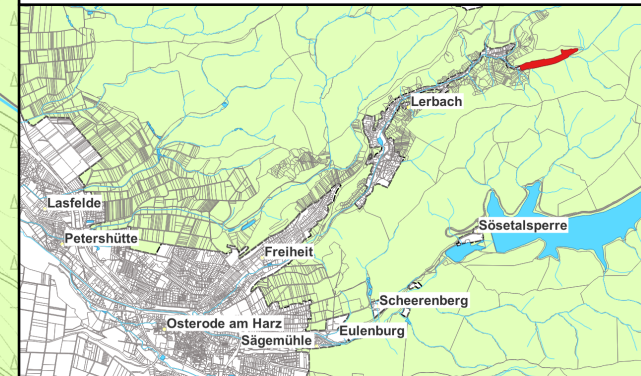 Lerbach
Lasfelde
Sösetalsperre
Petershütte
Freiheit
Scheerenberg
Osterode am Harz
Eulenburg
Sägemühle